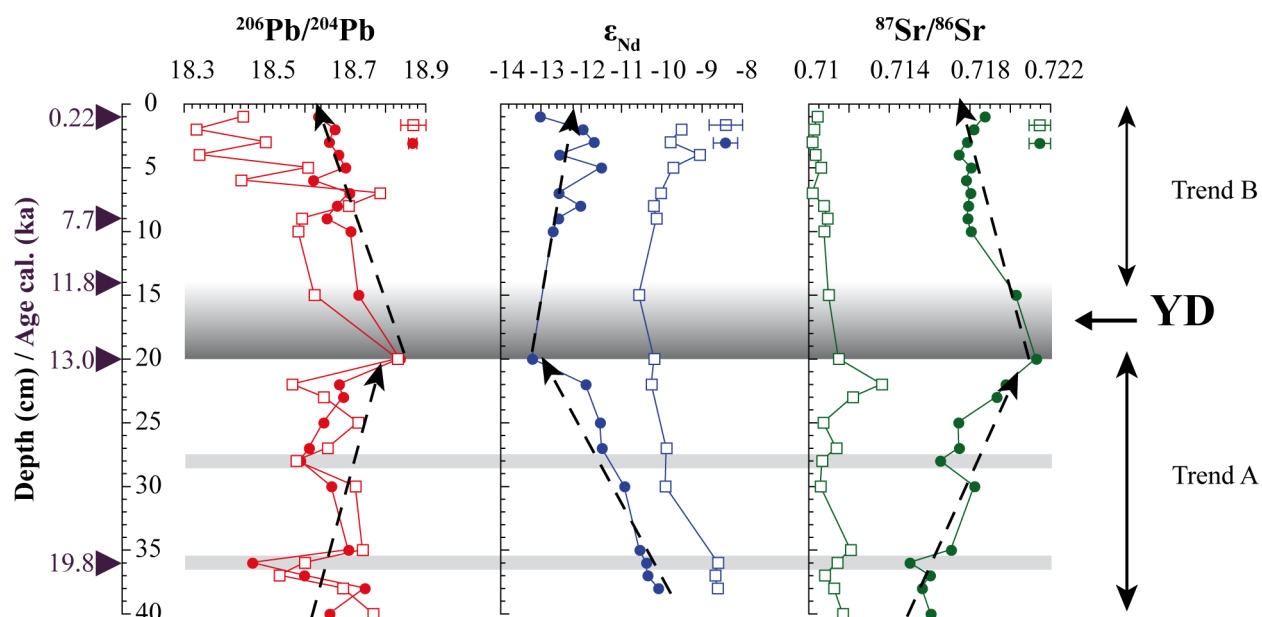 206Pb/204Pb εNd 87Sr/86Sr
18.3 18.5 18.7 18.9 -14 -13 -12 -11 -10 -9 -8 0.71 0.714 0.718 0.722
0
0.22
5
Trend B
7.7
10
11.8
15
YD
13.0 20
25
30
Trend A
35
19.8
40
Depth (cm) / Age cal. (ka)